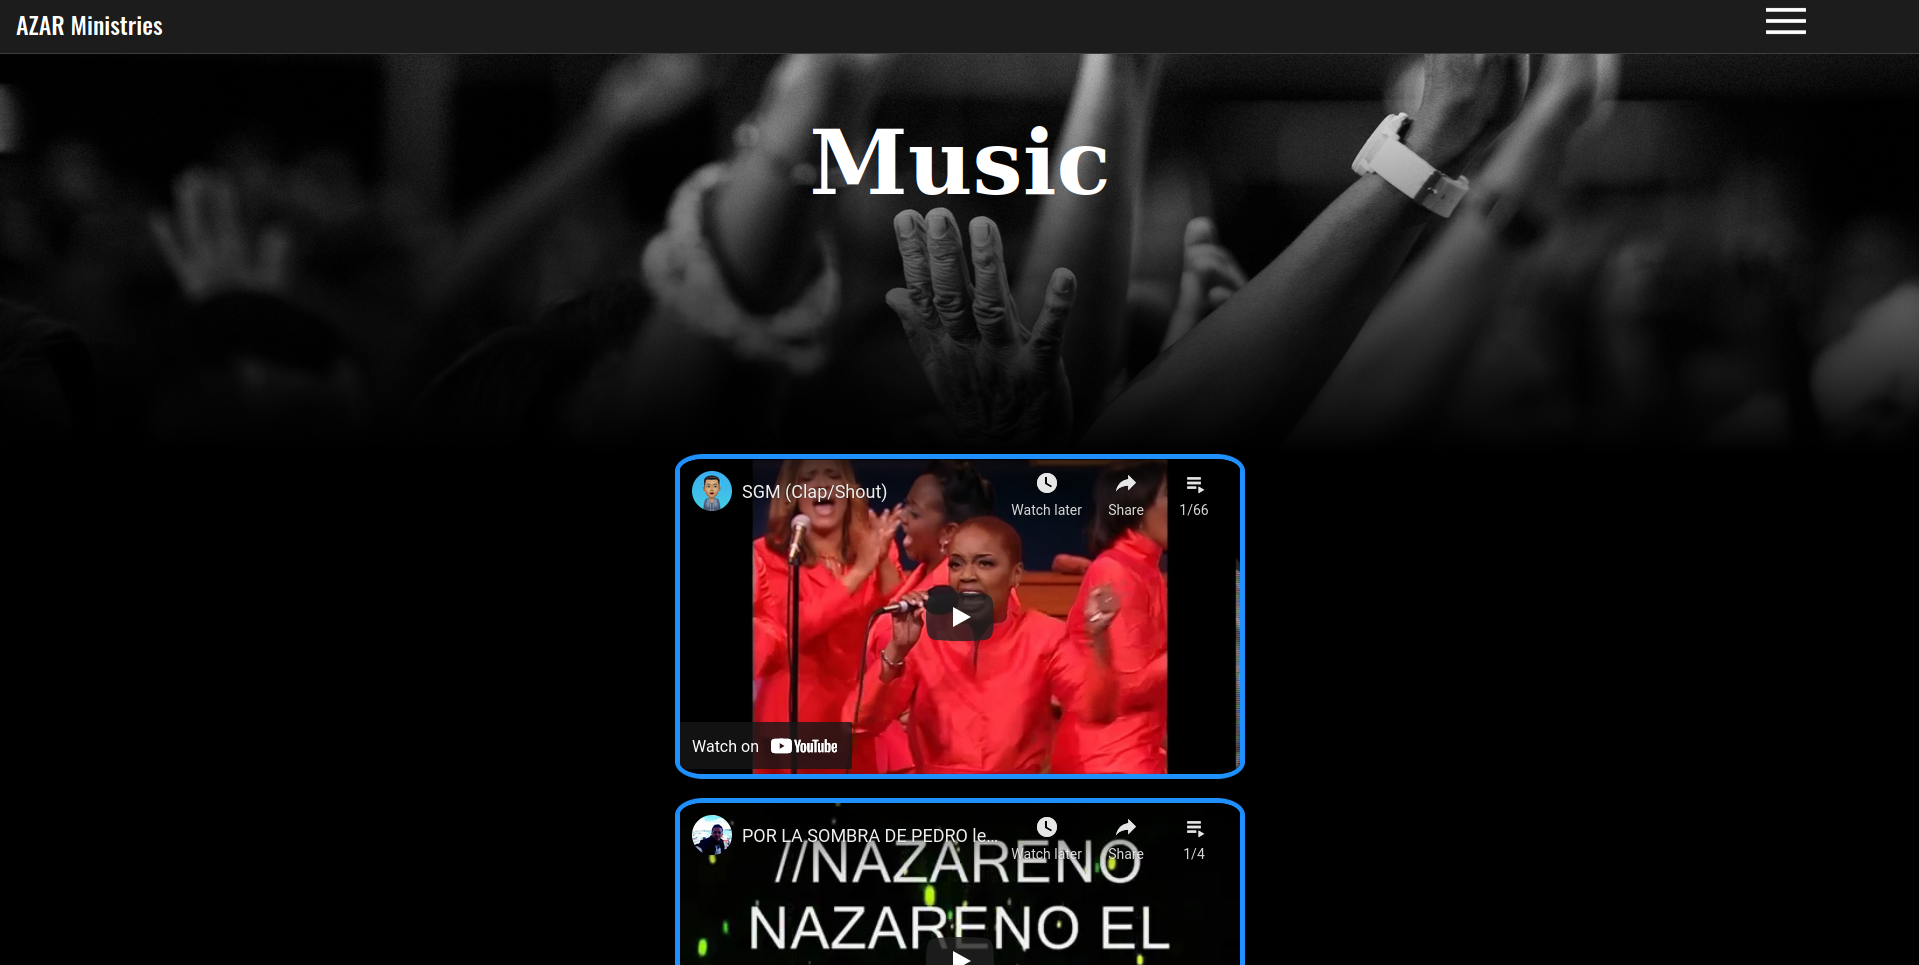 AZAR Ministries
Music
SGM (Clap/Shout)
Watch later
Share
1/66
Watch on YouTube
POR LA SOMBRA DE PEDRO le...
Watch later
Share
1/4
//NAZARENO
NAZARENO EL